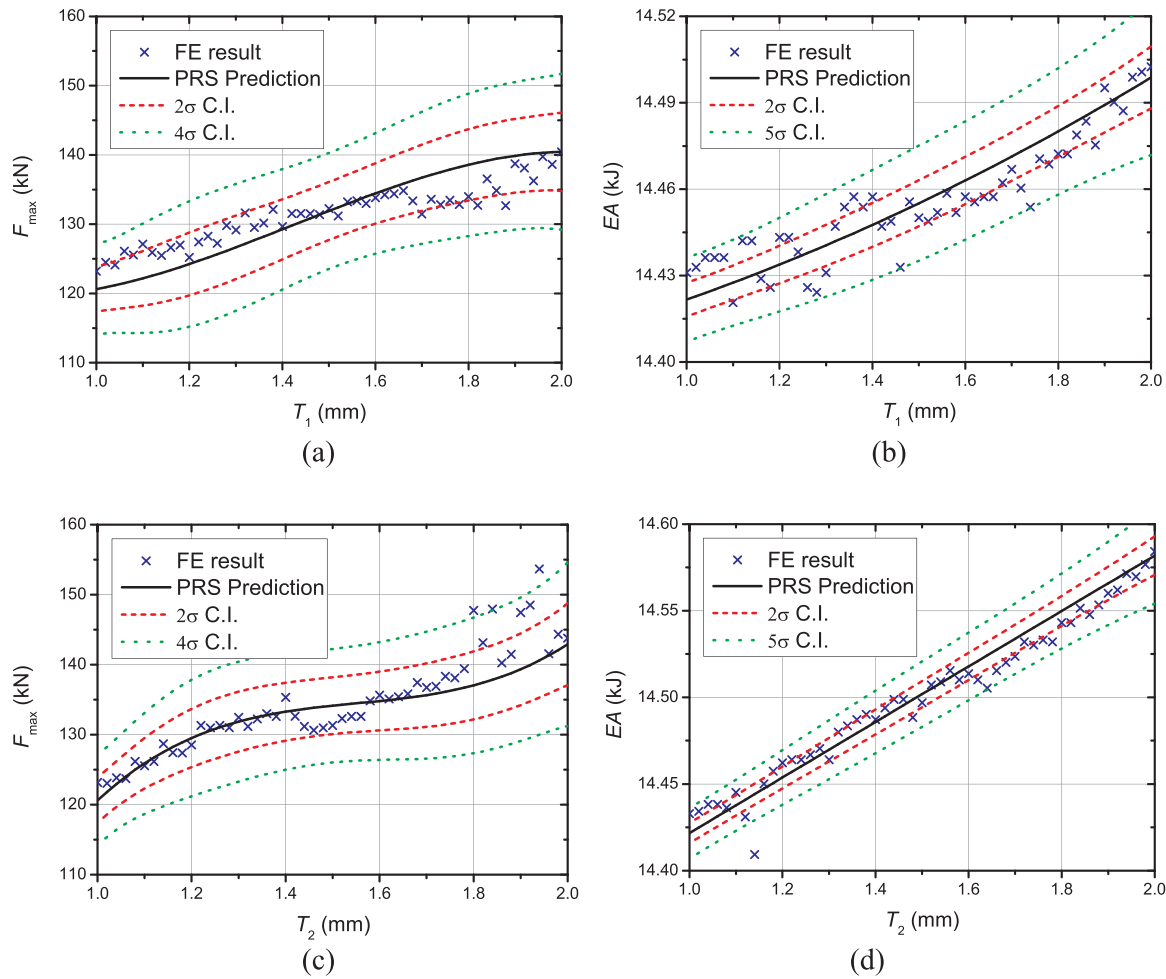 160
150
140
130
120
110
F max (kN)
FE result
PRS Prediction
2σ C.I.
4σ C.I.
1.0 1.2 1.4 1.6 1.8 2.0
T 1 (mm)
(a)
14.52
14.49
14.46
14.43
14.40
EA (kJ)
FE result
PRS Prediction
2σ C.I.
5σ C.I.
1.0 1.2 1.4 1.6 1.8 2.0
T 1 (mm)
(b)
160
150
140
130
120
110
F max (kN)
FE result
PRS Prediction
2σ C.I.
4σ C.I.
1.0 1.2 1.4 1.6 1.8 2.0
T 2 (mm)
(c)
14.60
14.55
14.50
14.45
14.40
EA (kJ)
FE result
PRS Prediction
2σ C.I.
5σ C.I.
1.0 1.2 1.4 1.6 1.8 2.0
T 2 (mm)
(d)